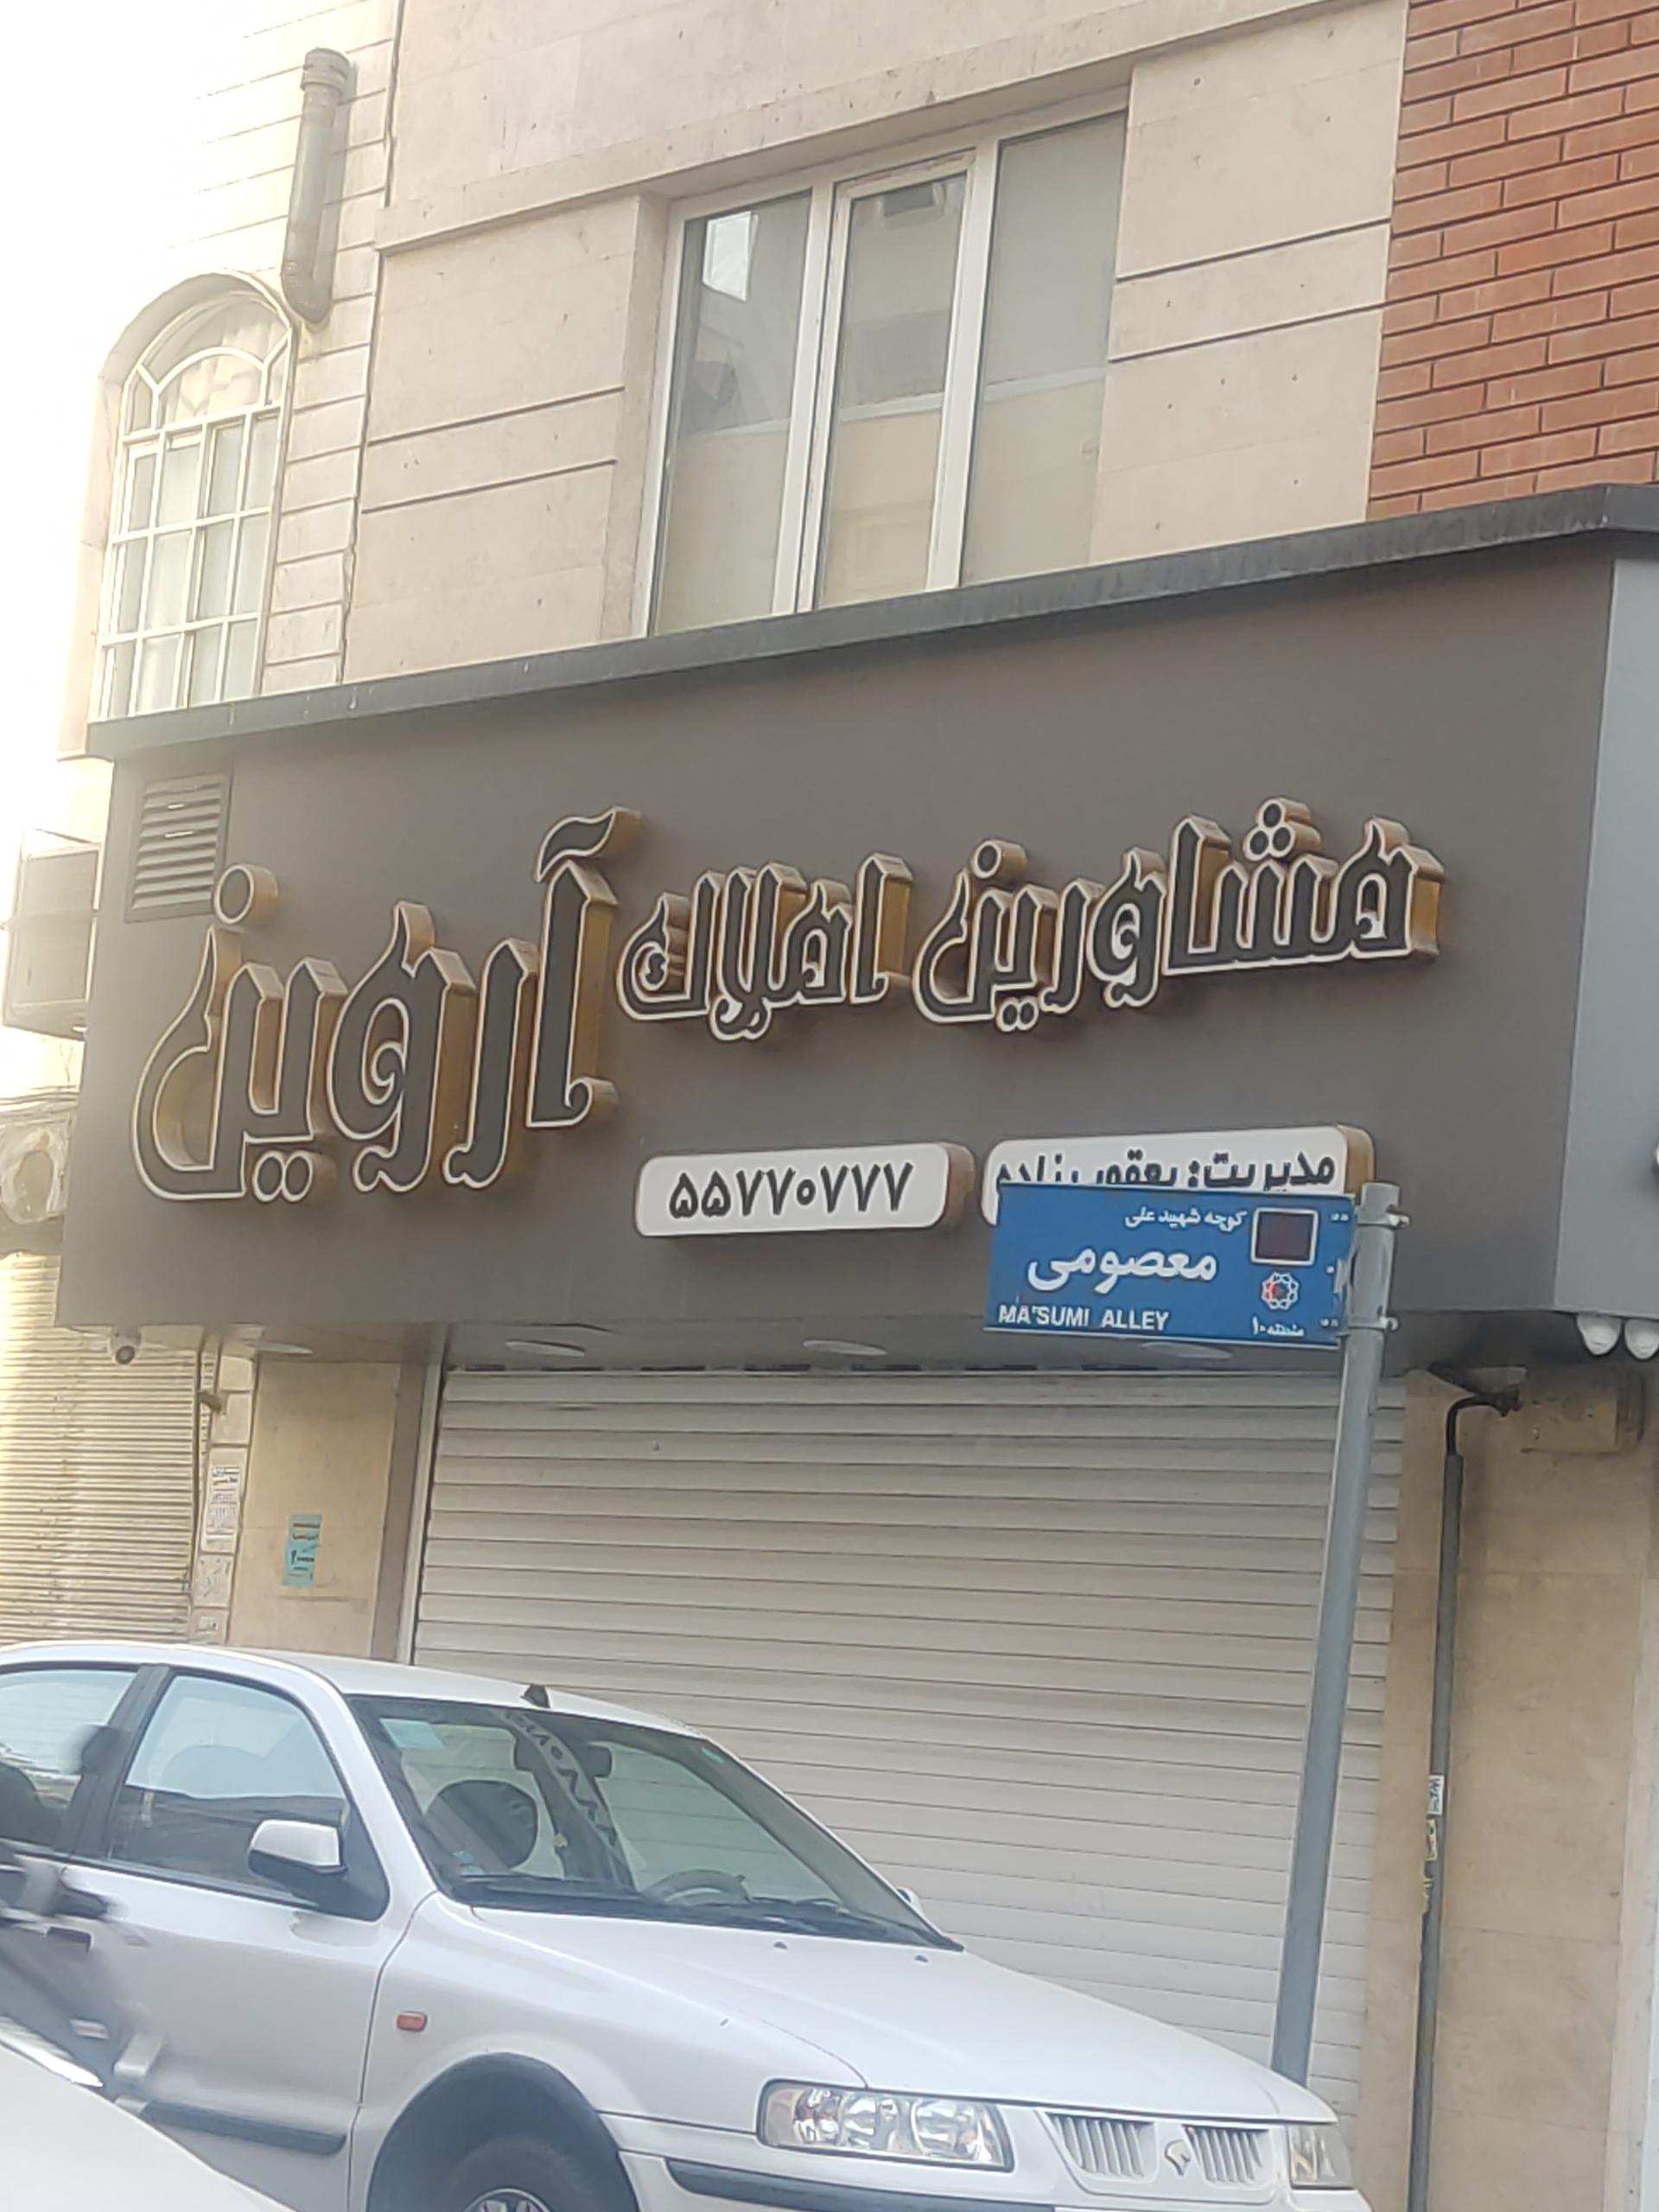 مشاورین املاک آروین
مدیریت: یعقوب زاده
۵۵۷۷۰۷۷۷
کوچه شهید علی
معصومی
MA'SUMI ALLEY
منطقه ۱۰